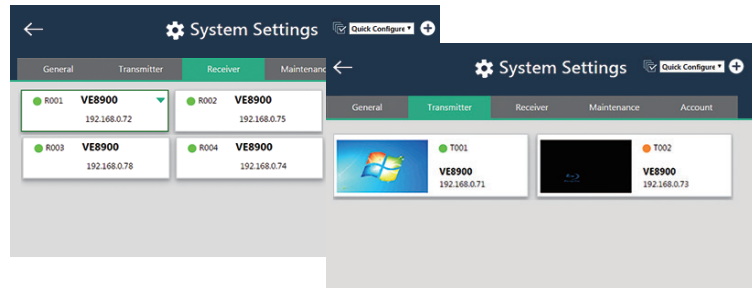 System Settings
Quick Configure
General Transmitter Receiver Maintenanc
R001 VE8900
192.168.0.72
R002 VE8900
192.168.0.75
R003 VE8900
192.168.0.78
R004 VE8900
192.168.0.74
System Settings
Quick Configure
General Transmitter Receiver Maintenance Account
T001
VE8900
192.168.0.71
T002
VE8900
192.168.0.73